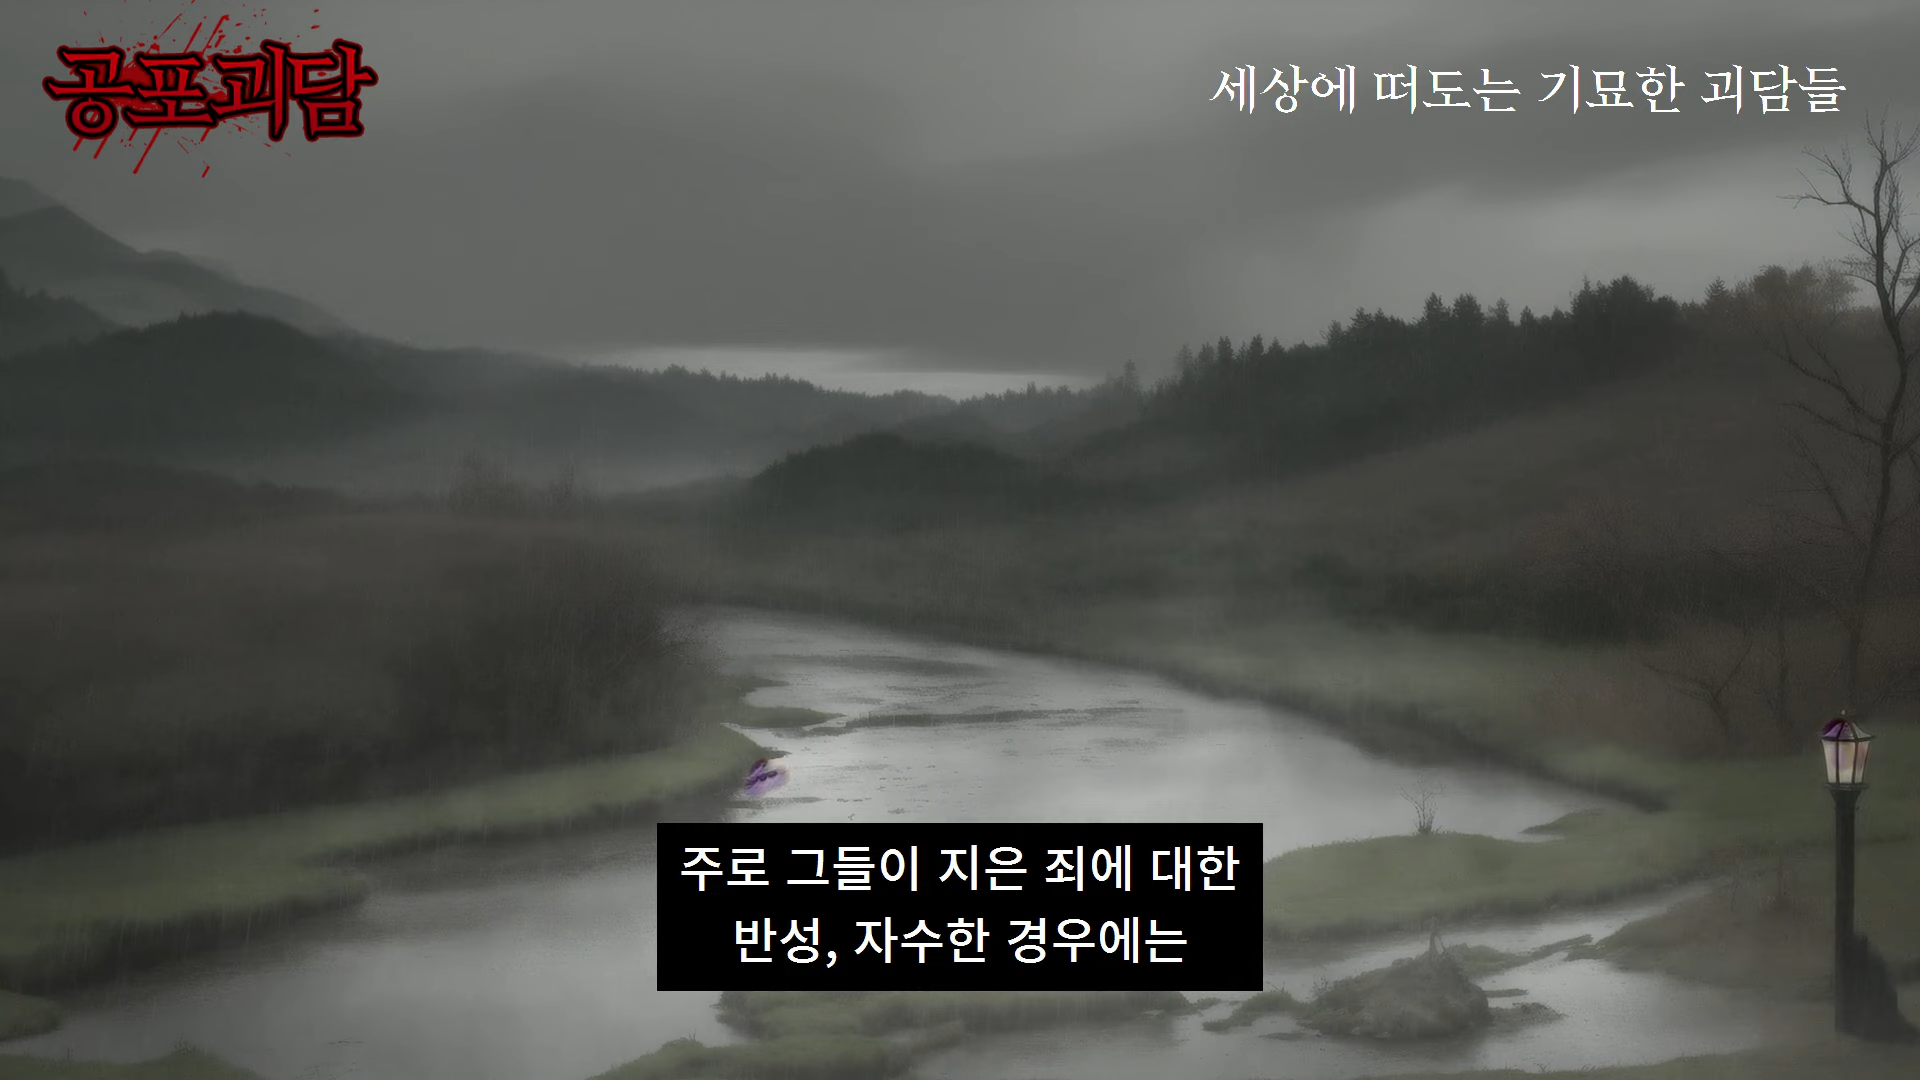 공포괴담
세상에 떠도는 기묘한 괴담들
주로 그들이 지은 죄에 대한
반성, 자수한 경우에는